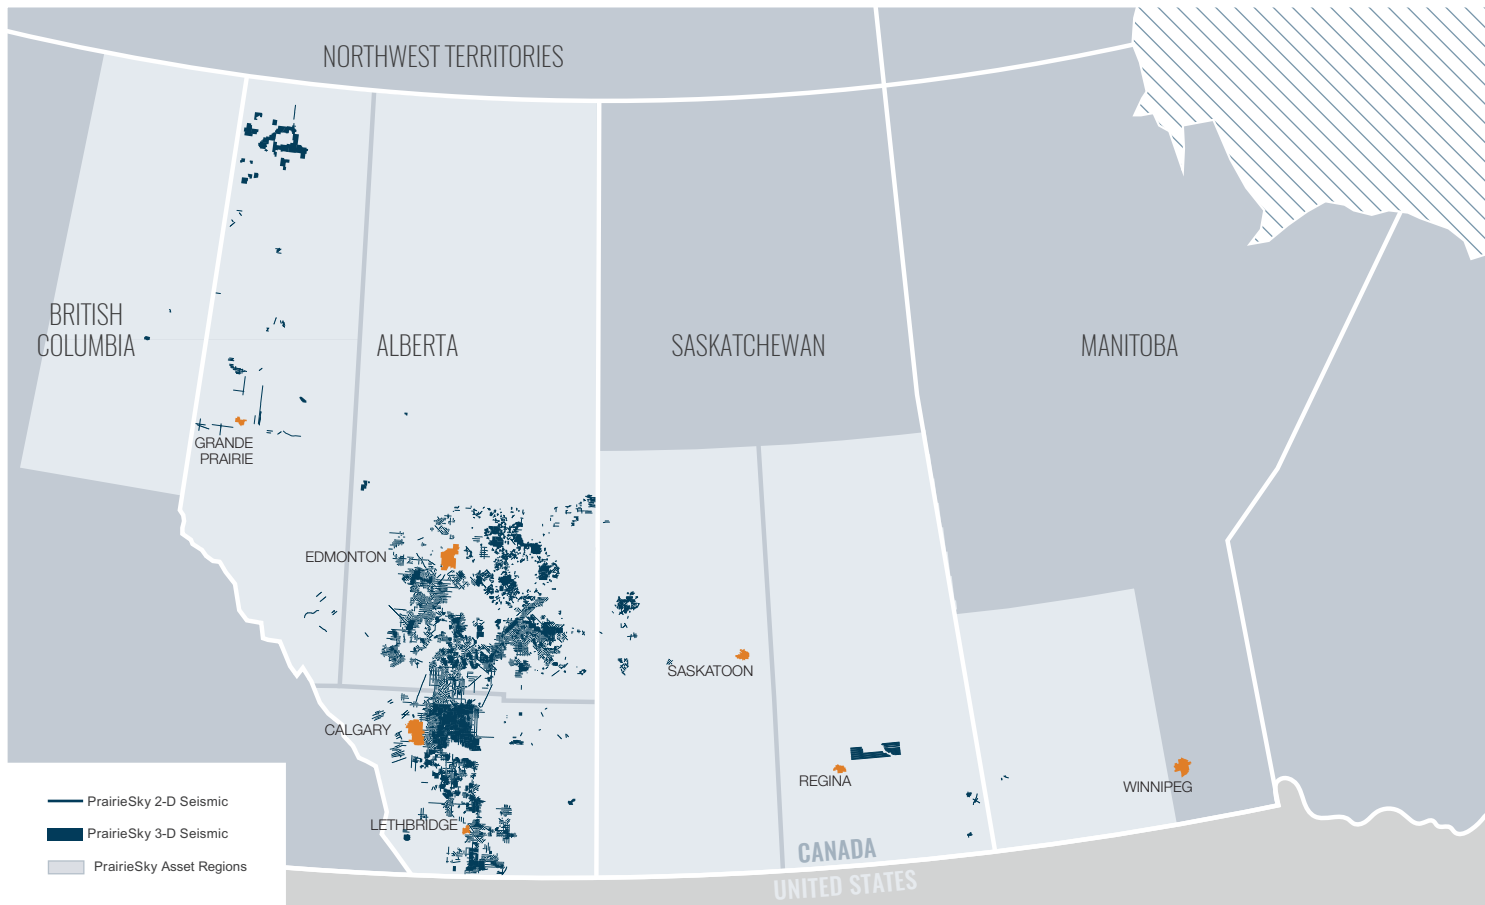 NORTHWEST TERRITORIES
BRITISH
COLUMBIA
ALBERTA
SASKATCHEWAN
MANITOBA
GRANDE
PRAIRIE
EDMONTON
SASKATOON
CALGARY
REGINA
WINNIPEG
LETHBRIDGE
CANADA
UNITED STATES
PrairieSky 2-D Seismic
PrairieSky 3-D Seismic
PrairieSky Asset Regions